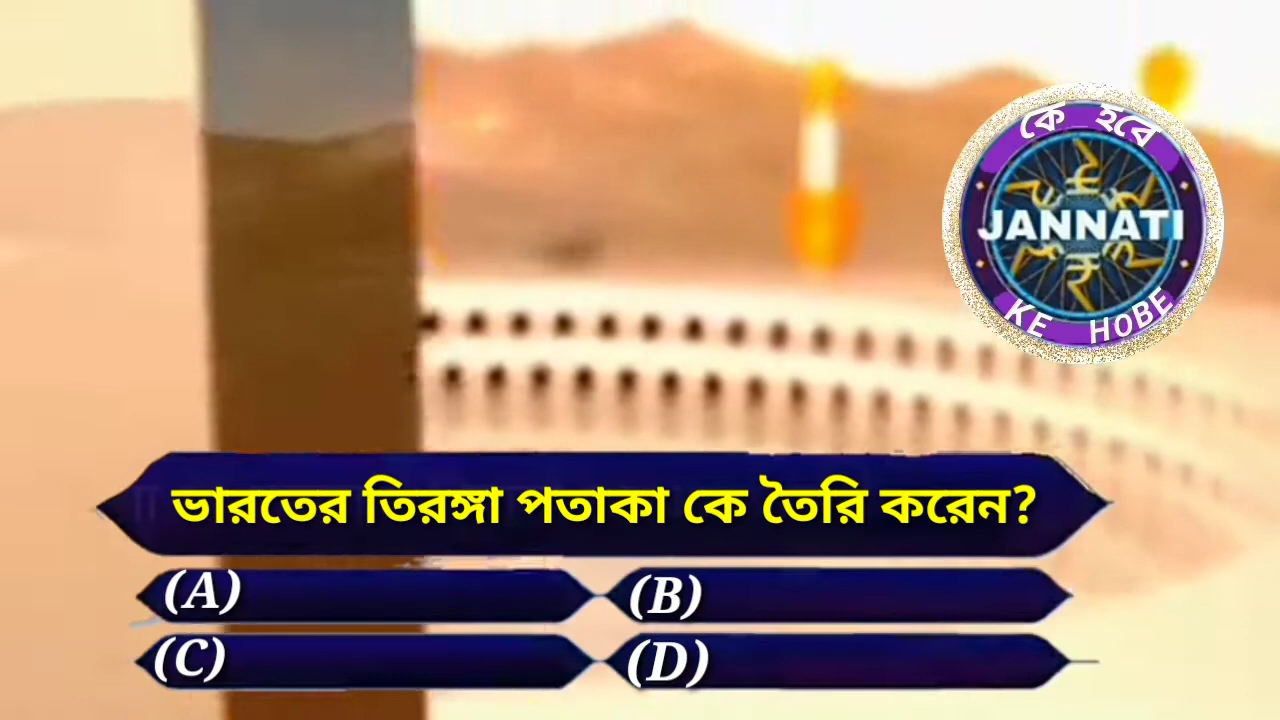 কে হবে
JANNATI
KE HOBE
ভারতের তিরঙ্গা পতাকা কে তৈরি করেন?
(A)
(B)
(C)
(D)